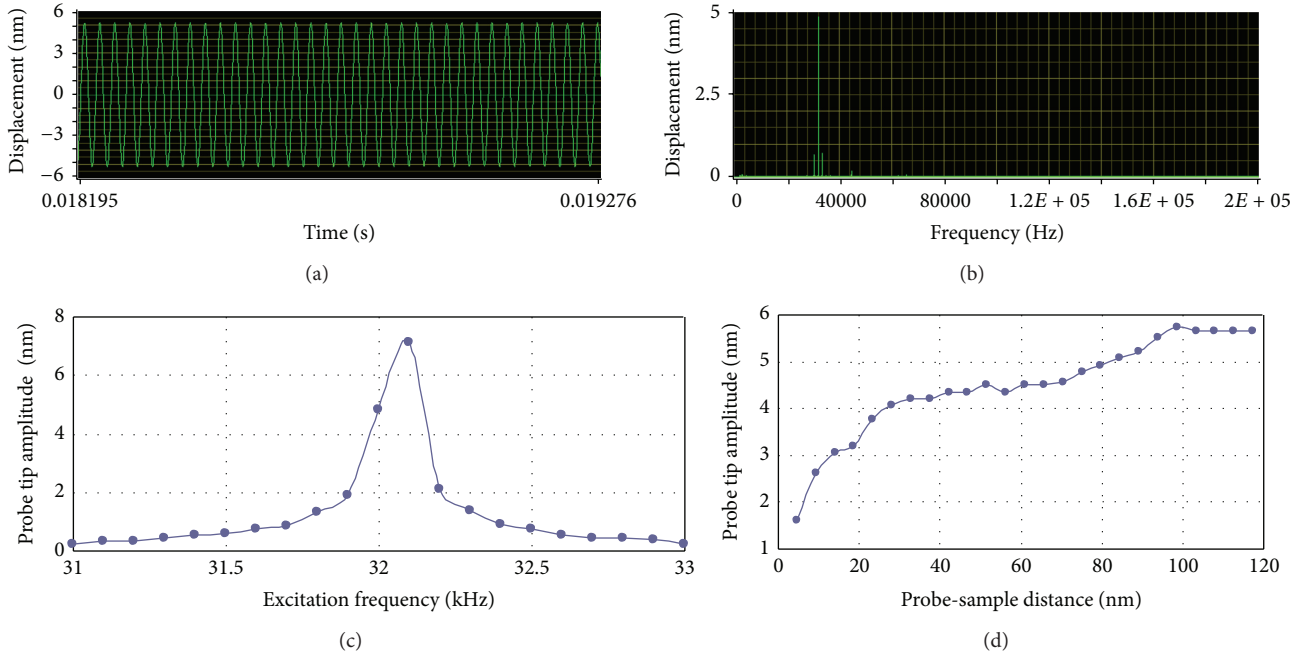 6
3
0
−3
−6
Displacement (nm)
0.018195
0.019276
Time (s)
(a)
5
2.5
0
Displacement (nm)
0
40000
80000
1.2E + 05
1.6E + 05
2E + 05
Frequency (Hz)
(b)
8
6
4
2
0
Probe tip amplitude (nm)
31
31.5
32
32.5
33
Excitation frequency (kHz)
(c)
6
5
4
3
2
1
Probe tip amplitude (nm)
0
20
40
60
80
100
120
Probe-sample distance (nm)
(d)